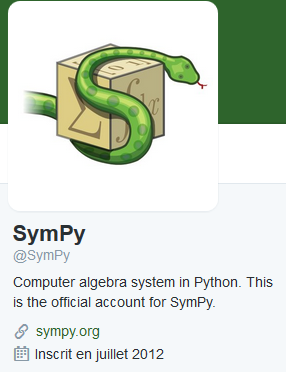 SymPy
@SymPy
Computer algebra system in Python. This
is the official account for SymPy.
sympy.org
Inscrit en juillet 2012